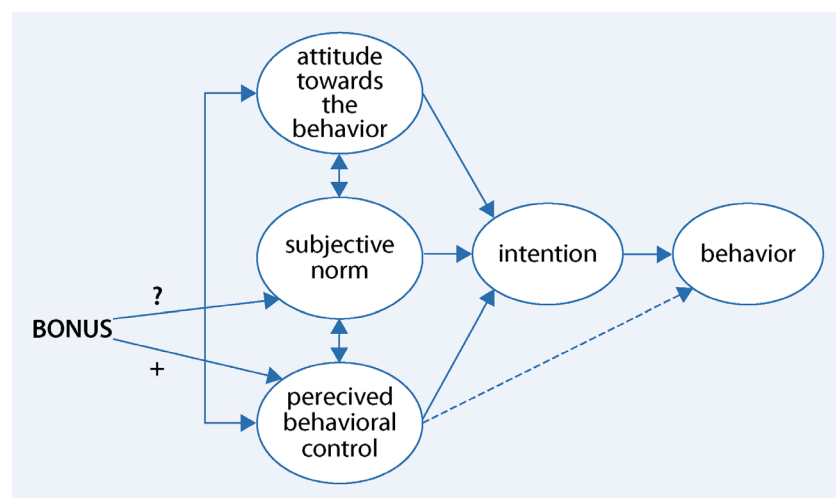 attitude
towards
the
behavior
subjective
norm
intention
behavior
?
BONUS
+
perecived
behavioral
control